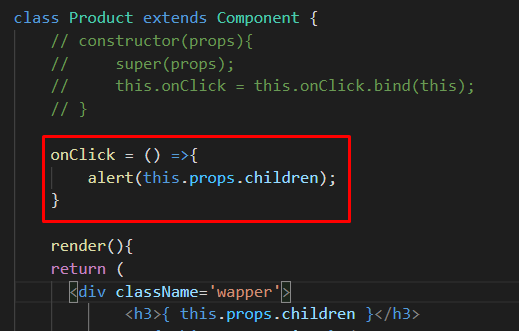 class Product extends Component {
// constructor(props){
//     super(props);
//     this.onClick = this.onClick.bind(this);
// }
onClick = () =>{
alert(this.props.children);
}
render(){
return (
<div className='wapper'>
<h3>{ this.props.children }</h3>